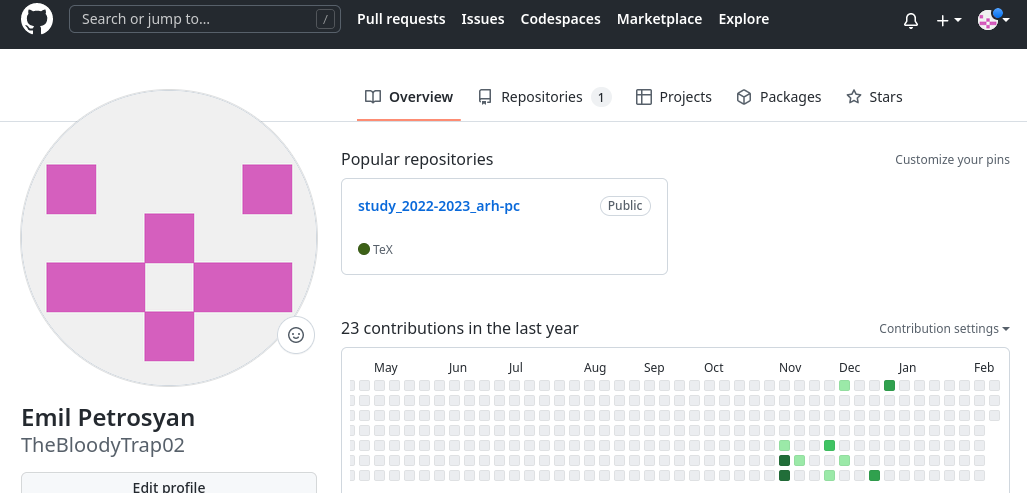 Search or jump to... /
Pull requests Issues Codespaces Marketplace Explore
Overview Repositories 1 Projects Packages Stars
Popular repositories Customize your pins
study_2022-2023_arh-pc Public
TeX
23 contributions in the last year Contribution settings
May Jun Jul Aug Sep Oct Nov Dec Jan Feb
Emil Petrosyan
TheBloodyTrap02
Edit profile